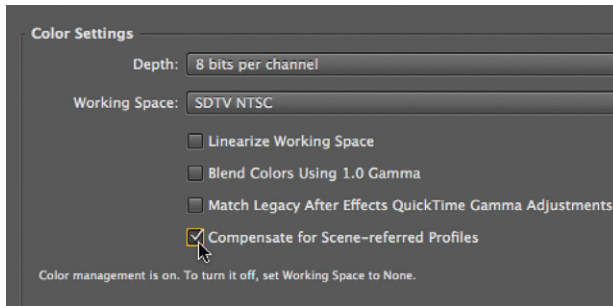 Color Settings
Depth: 8 bits per channel
Working Space: SDTV NTSC
Linearize Working Space
Blend Colors Using 1.0 Gamma
Match Legacy After Effects QuickTime Gamma Adjustments
Compensate for Scene-referred Profiles
Color management is on. To turn it off, set Working Space to None.